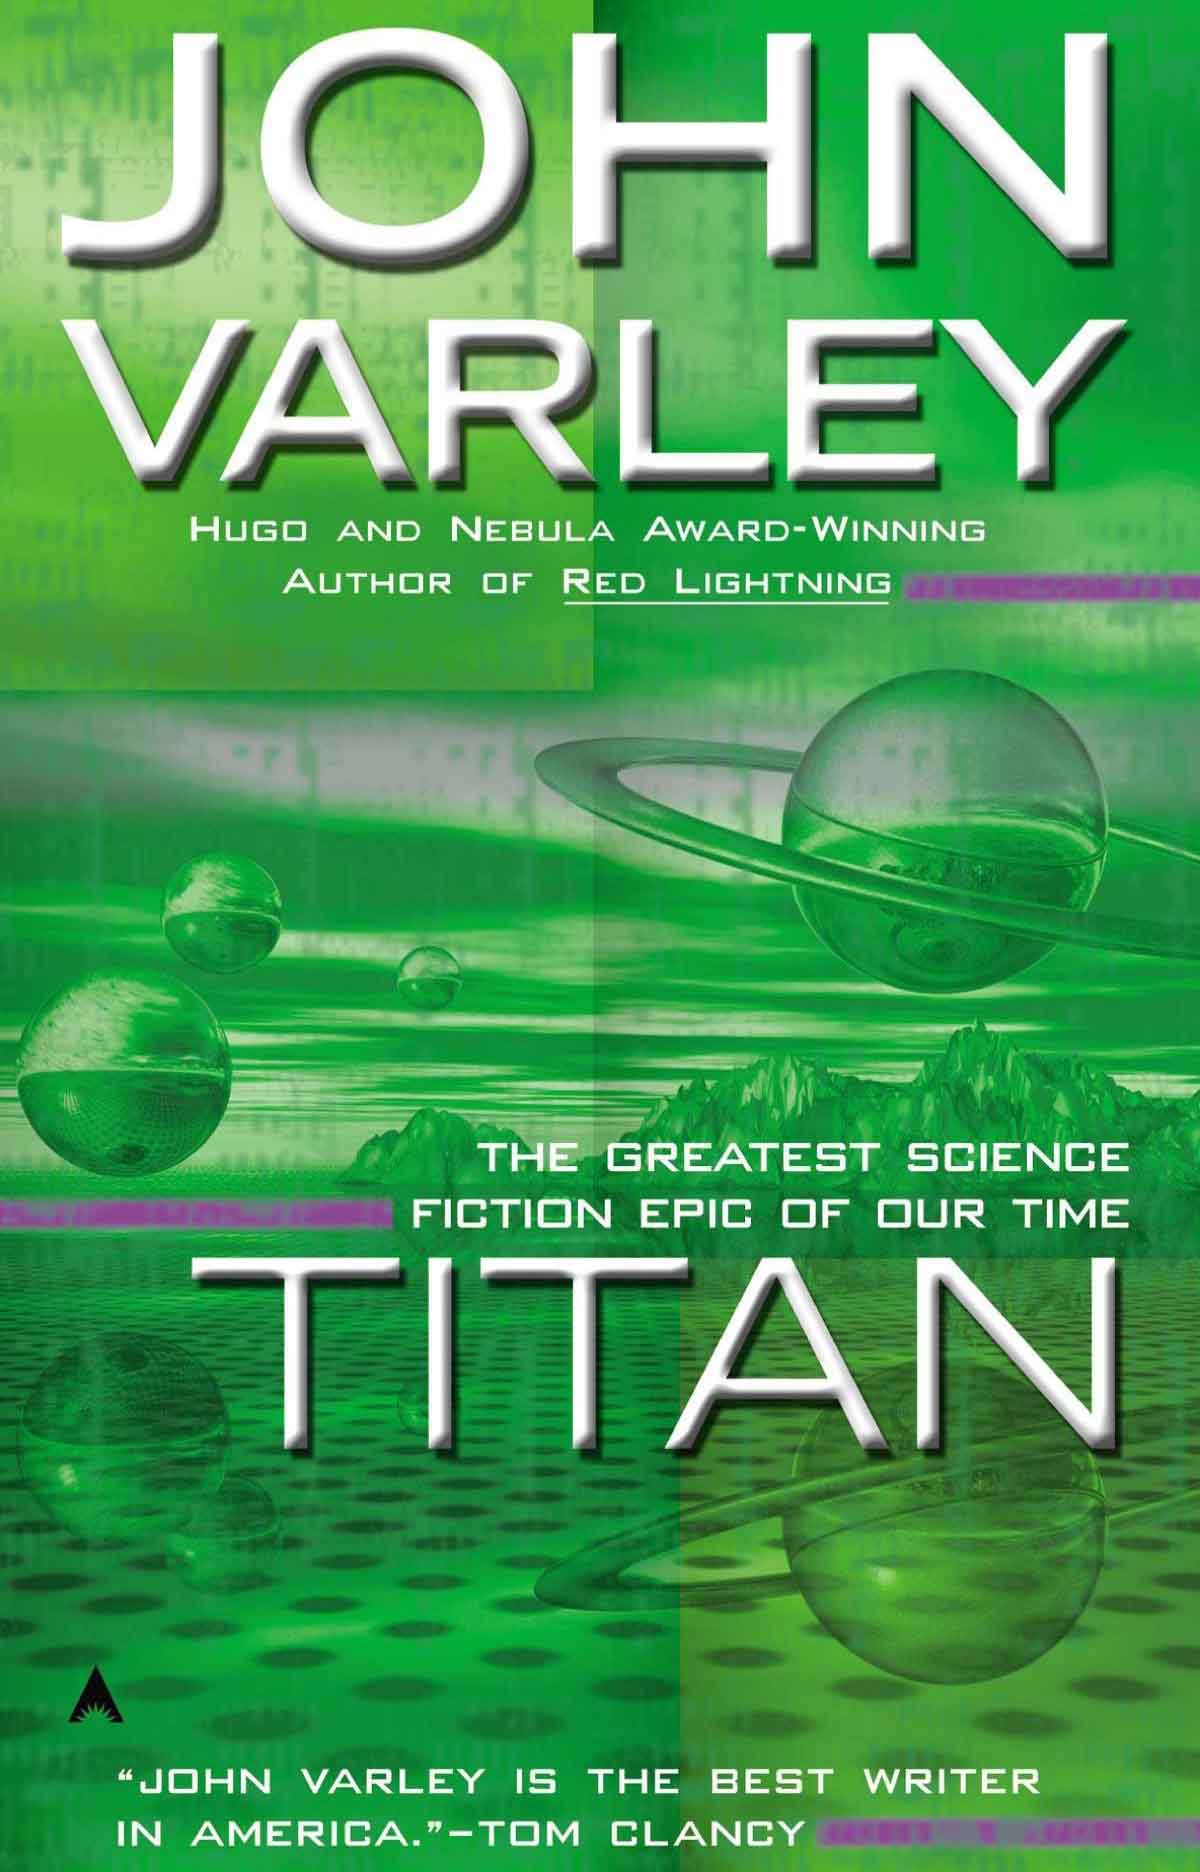 JOHN
VARLEY
HUGO AND NEBULA AWARD-WINNING
AUTHOR OF RED LIGHTNING
THE GREATEST SCIENCE
FICTION EPIC OF OUR TIME
TITAN
“JOHN VARLEY IS THE BEST WRITER
IN AMERICA.”–TOM CLANCY